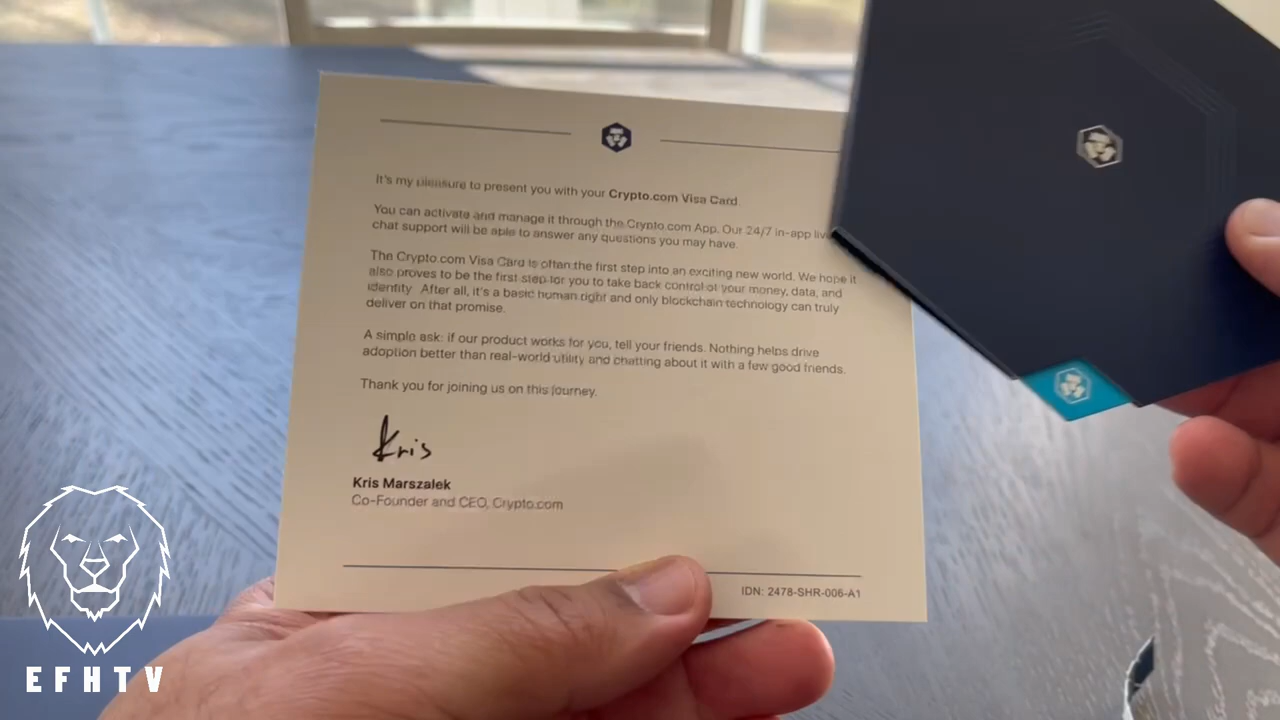 It's my pleasure to present you with your Crypto.com Visa Card.
You can activate and manage it through the Crypto.com App. Our 24/7 in-app
chat support will be able to answer any questions you may have.
The Crypto.com Visa Card is often the first step into an exciting new world. We hope it
also proves to be the first step for you to take back control of your money, data, and
identity. After all, it's a basic human right and only blockchain technology can truly
deliver on that promise.
A simple ask: if our product works for you, tell your friends. Nothing helps drive
adoption better than real-world utility and chatting about it with a few good friends.
Thank you for joining us on this journey.
Kris
Kris Marszalek
Co-Founder and CEO, Crypto.com
IDN: 2478-SHR-006-A1
EFHTV